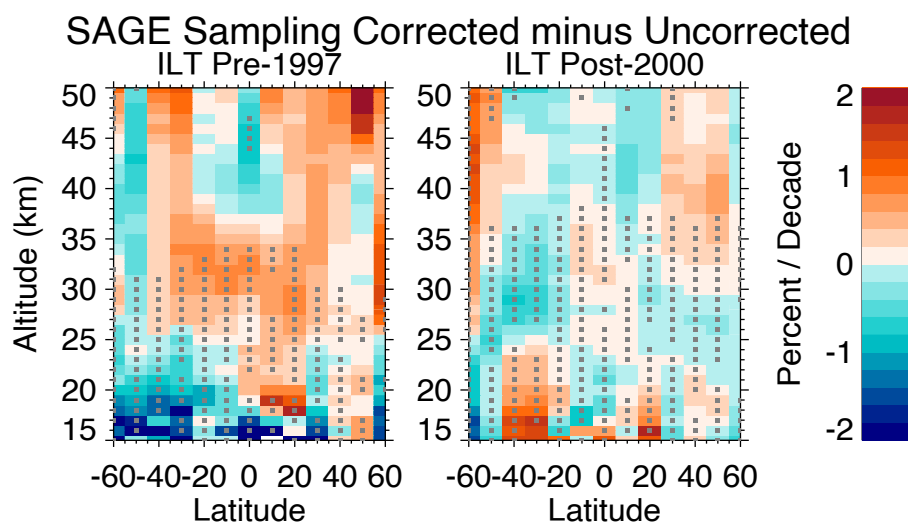 SAGE Sampling Corrected minus Uncorrected
ILT Pre-1997
ILT Post-2000
50
45
40
35
30
25
20
15
Altitude (km)
-60 -40 -20 0 20 40 60
Latitude
50
45
40
35
30
25
20
15
-60 -40 -20 0 20 40 60
Latitude
2
1
0
-1
-2
Percent / Decade